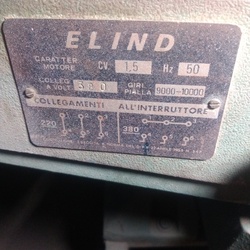 ELIND
CARATTER. MOTORE CV. 1,5 Hz 50
COLLEG. A VOLT. 380 GIRI PIALLA 9000-10000
COLLEGAMENTI ALL'INTERRUTTORE
220 380